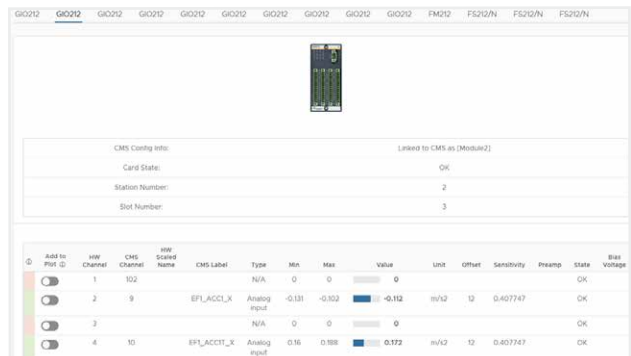 GIO212 GIO212 GIO212 GIO212 GIO212 GIO212 GIO212 GIO212 GIO212 GIO212 FM212 FS212/N FS212/N FS212/N
CMS Config info: Linked to CMS as [Module2]
Card State: OK
Station Number: 2
Slot Number: 3
Add to Plot HW Channel CMS Channel HW Scaled Name CMS Label Type Min Max Value Unit Offset Sensitivity Preamp State Bias Voltage
1 102 N/A 0 0 0 OK
2 9 EF1_ACC1_X Analog input -0.131 -0.102 -0.112 m/s2 12 0.407747 OK
3 N/A 0 0 0 OK
4 10 EF1_ACC1T_X Analog input 0.16 0.188 0.173 m/s2 12 0.407747 OK